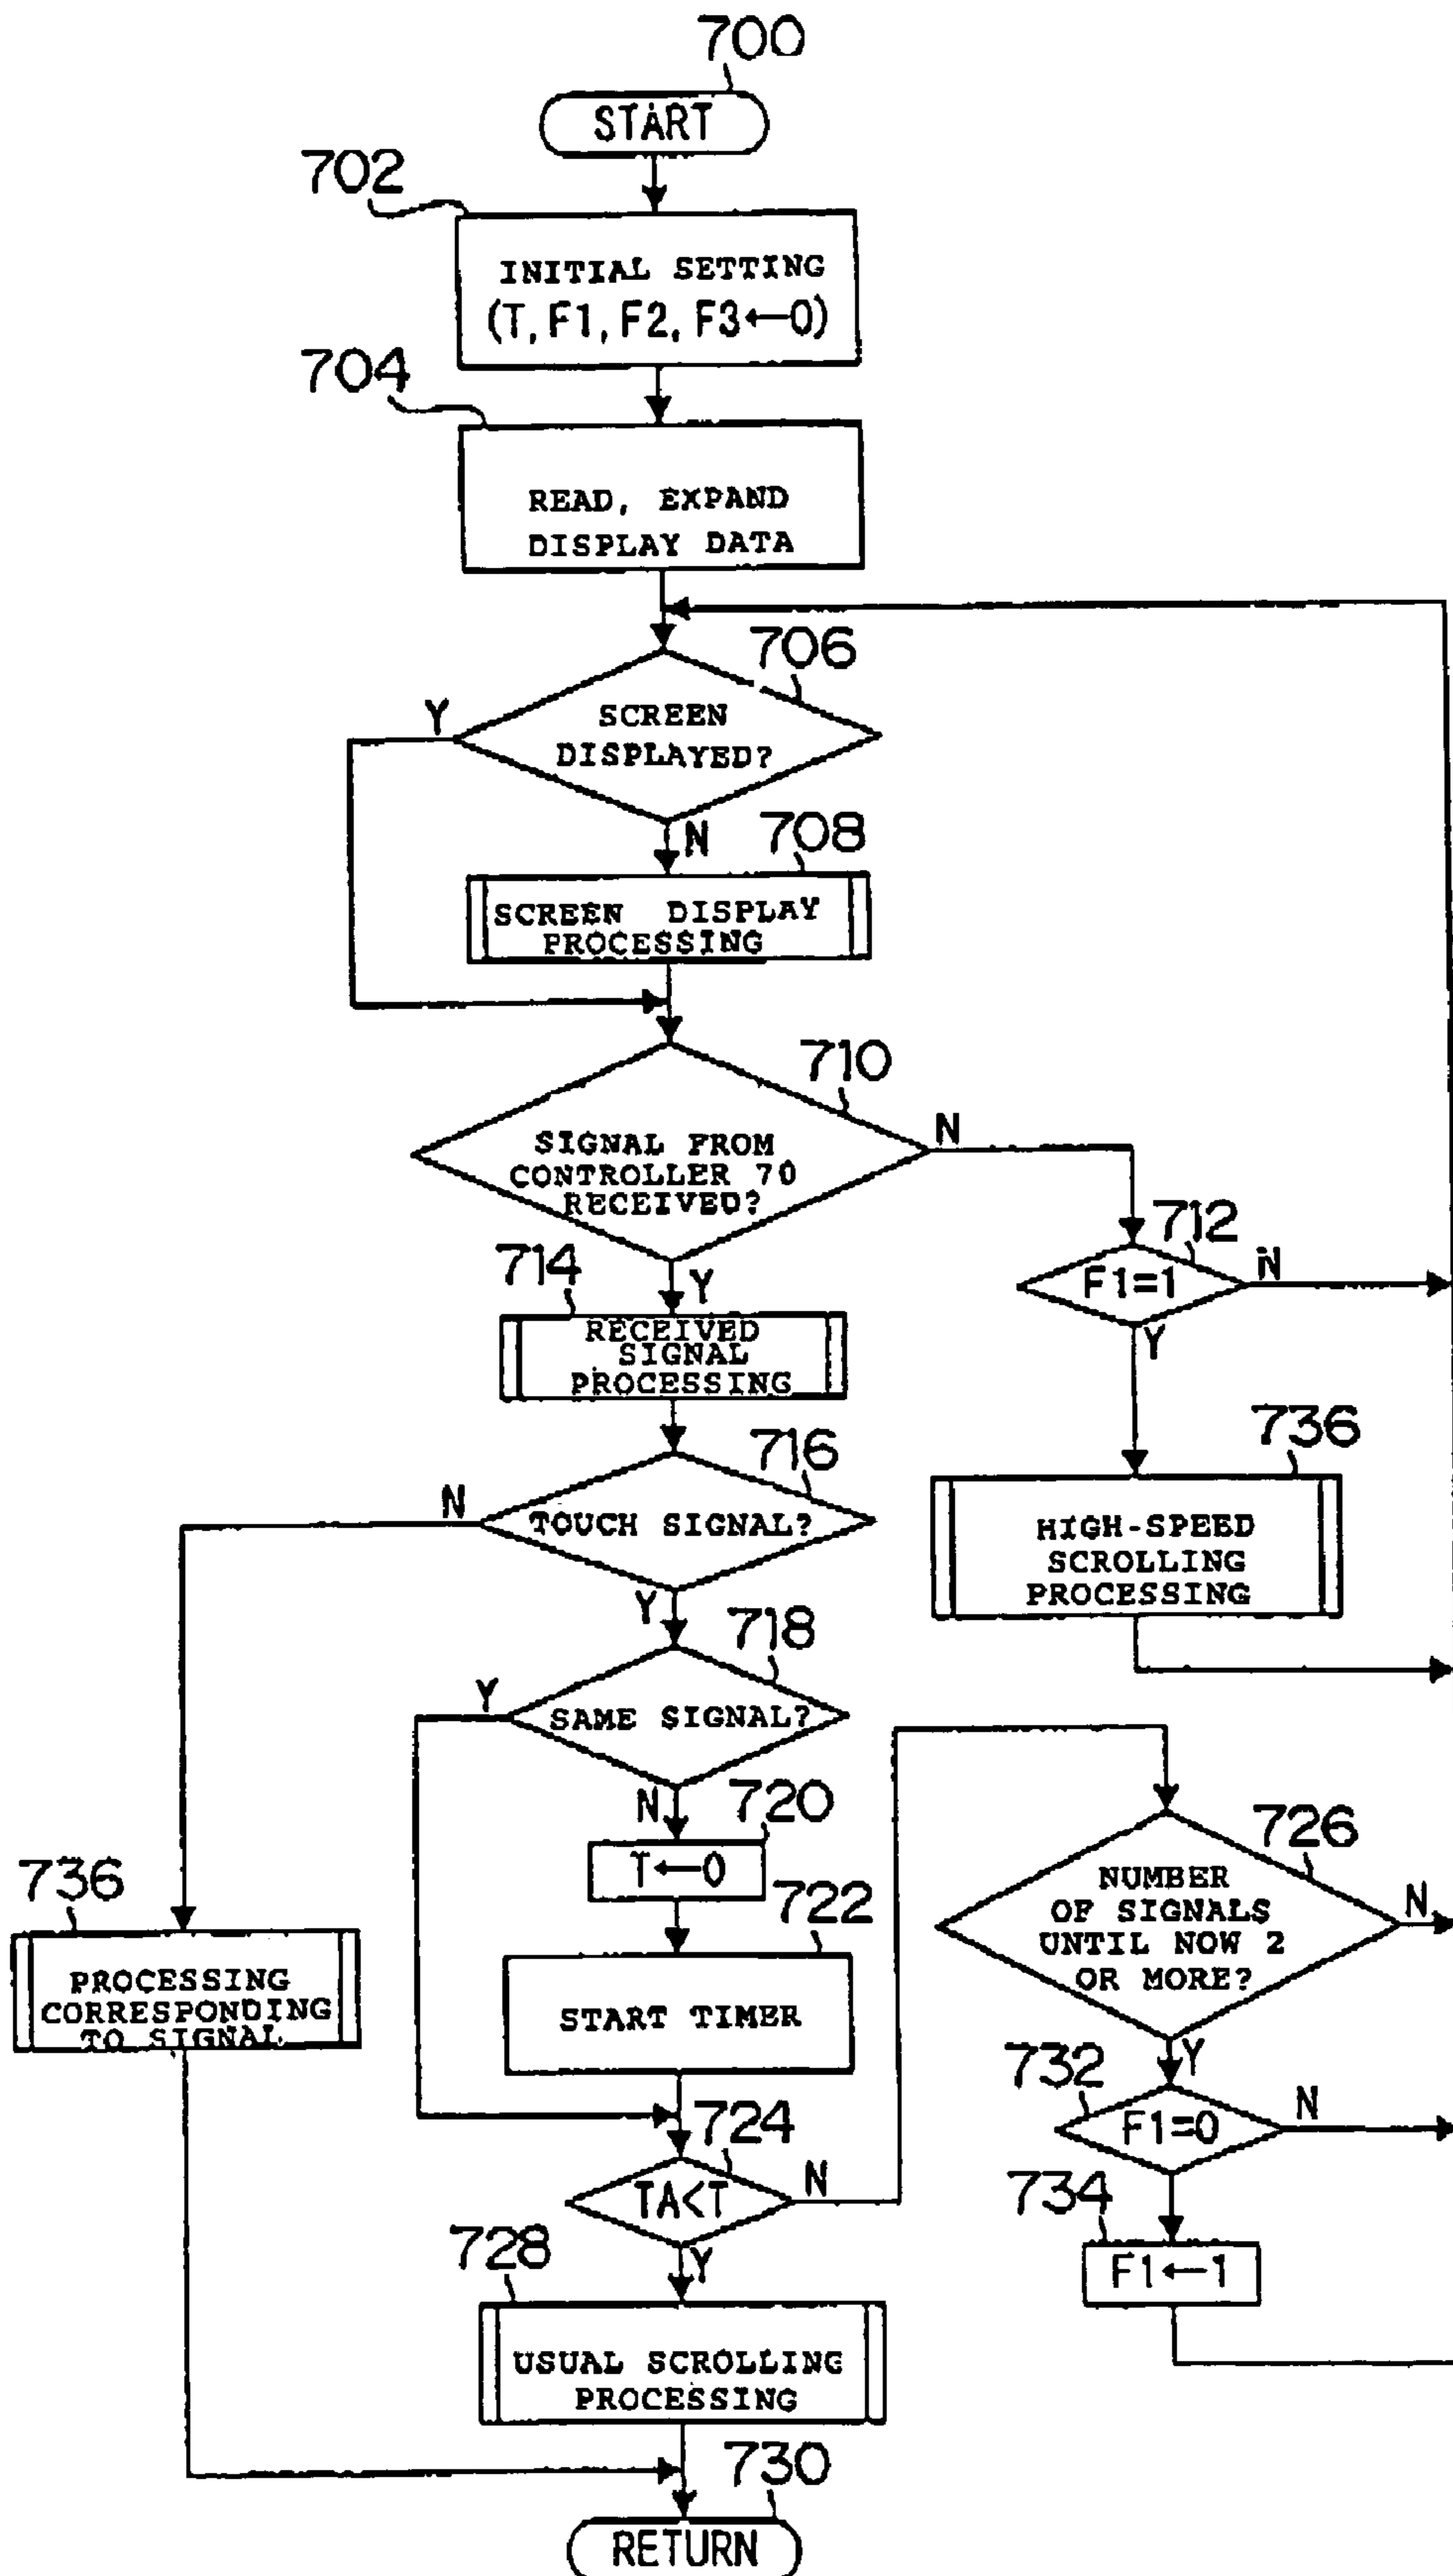 700
START
702
INITIAL SETTING
(T, F1, F2, F3←0)
704
READ, EXPAND
DISPLAY DATA
706
Y
SCREEN
DISPLAYED?
N
708
SCREEN DISPLAY
PROCESSING
710
N
SIGNAL FROM
CONTROLLER 70
RECEIVED?
712
F1=1
N
Y
714
Y
RECEIVED
SIGNAL
PROCESSING
736
HIGH-SPEED
SCROLLING
PROCESSING
716
N
TOUCH SIGNAL?
Y
718
Y
SAME SIGNAL?
N
720
T←0
722
START TIMER
736
PROCESSING
CORRESPONDING
TO SIGNAL
726
NUMBER
OF SIGNALS
UNTIL NOW 2
OR MORE?
N
Y
732
F1=0
N
734
F1←1
724
TA<T
N
Y
728
USUAL SCROLLING
PROCESSING
730
RETURN